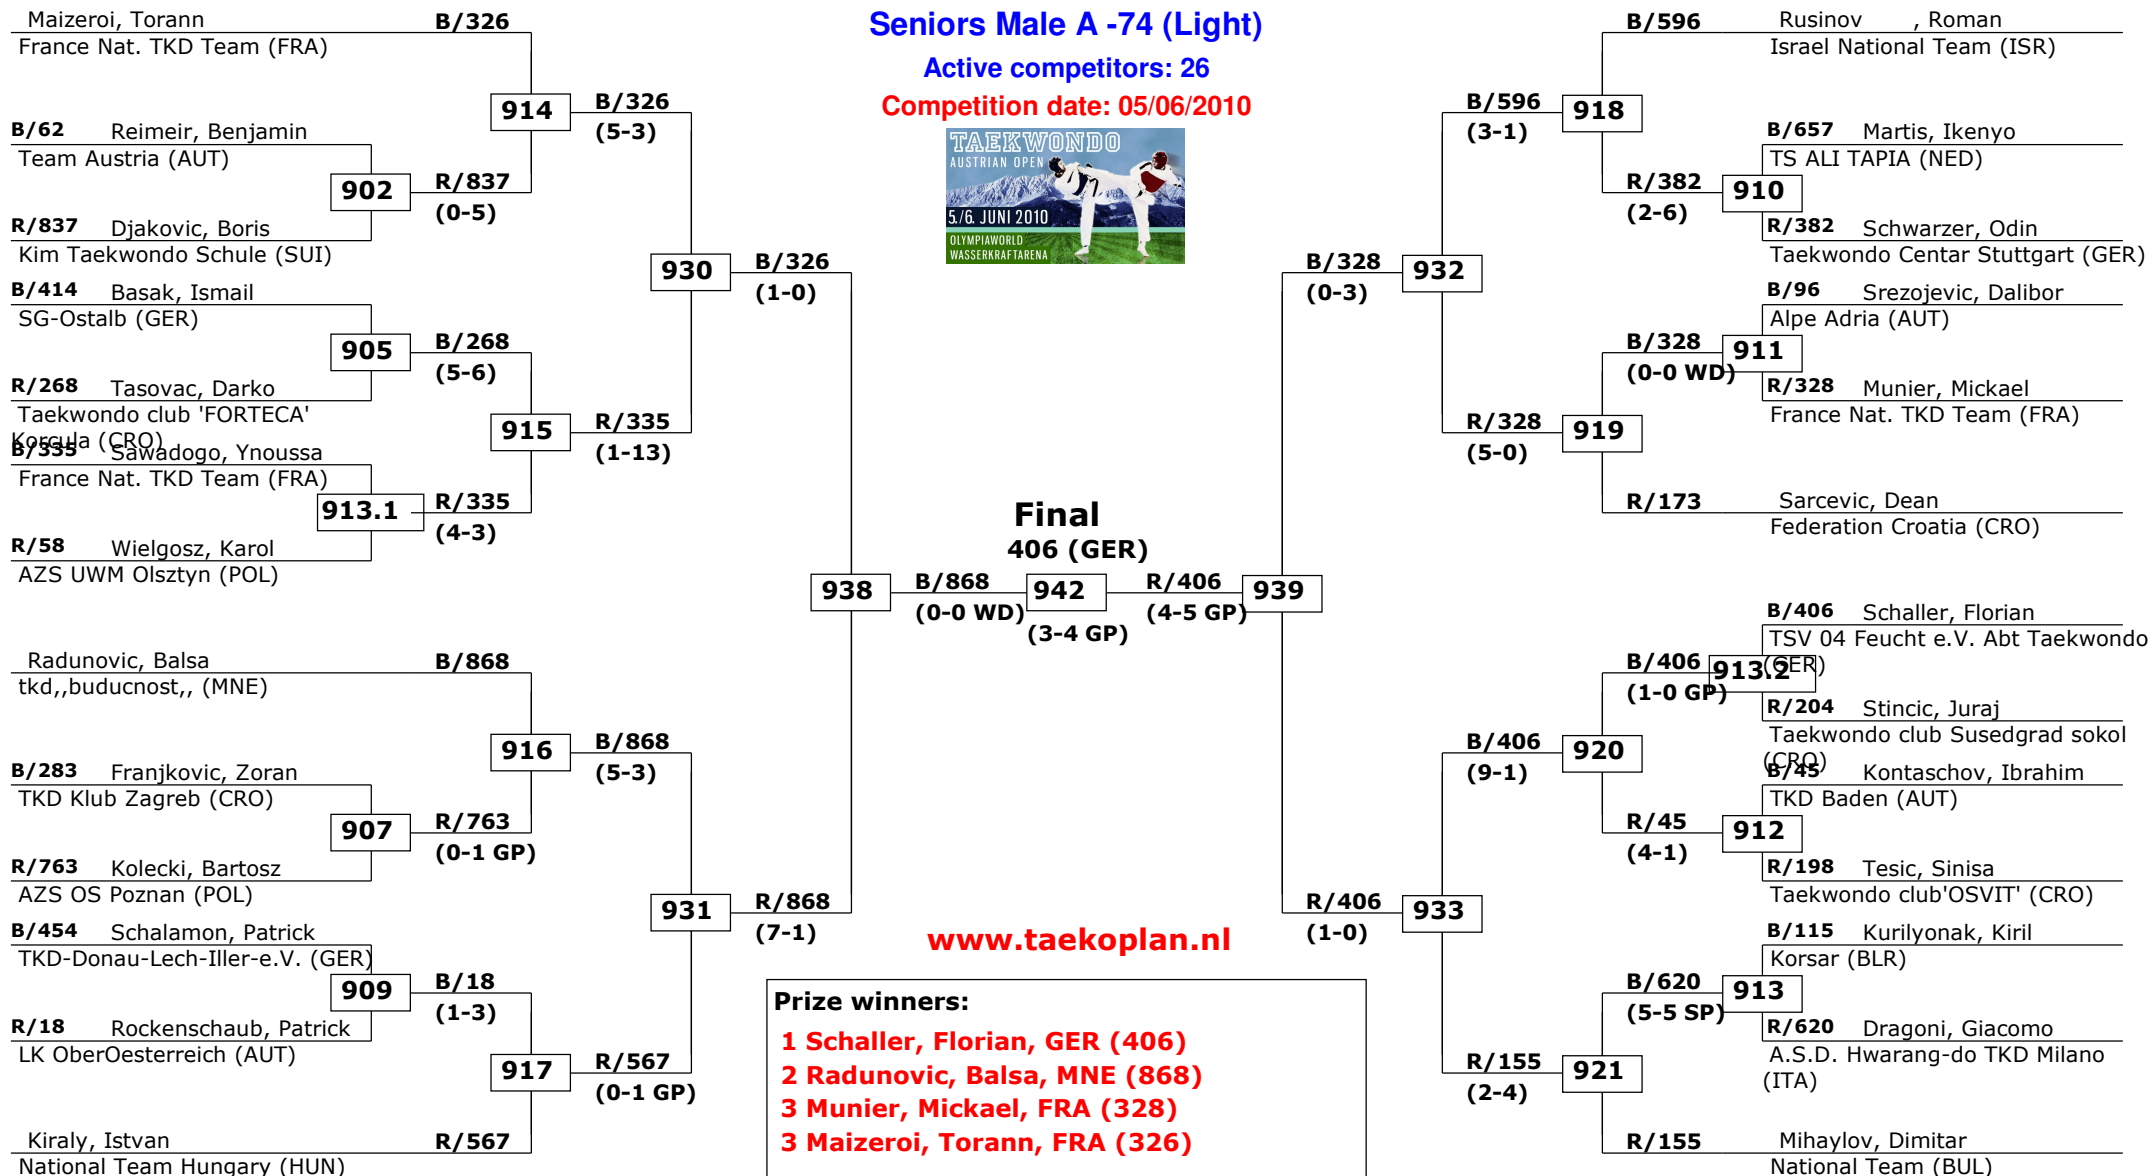 Seniors Male A -74 (Light)
Active competitors: 26
Competition date: 05/06/2010
TAEKWONDO
AUSTRIAN OPEN
5./6. JUNI 2010
OLYMPIAWORLD
WASSERKRAFTARENA
Maizeroi, Torann
B/326
France Nat. TKD Team (FRA)
914
B/326
(5-3)
B/62 Reimeir, Benjamin
Team Austria (AUT)
902
R/837
(0-5)
R/837 Djakovic, Boris
Kim Taekwondo Schule (SUI)
930
B/326
(1-0)
B/414 Basak, Ismail
SG-Ostalb (GER)
905
B/268
(5-6)
R/268 Tasovac, Darko
Taekwondo club 'FORTECA'
Korcula (CRO)
915
R/335
(1-13)
B/335 Sawadogo, Ynoussa
France Nat. TKD Team (FRA)
913.1
R/335
(4-3)
R/58 Wielgosz, Karol
AZS UWM Olsztyn (POL)
938
B/868
(0-0 WD)
Radunovic, Balsa
B/868
tkd,,buducnost,, (MNE)
916
B/868
(5-3)
B/283 Franjkovic, Zoran
TKD Klub Zagreb (CRO)
907
R/763
(0-1 GP)
R/763 Kolecki, Bartosz
AZS OS Poznan (POL)
931
R/868
(7-1)
B/454 Schalamon, Patrick
TKD-Donau-Lech-Iller-e.V. (GER)
909
B/18
(1-3)
R/18 Rockenschaub, Patrick
LK OberOesterreich (AUT)
917
R/567
(0-1 GP)
Kiraly, Istvan
R/567
National Team Hungary (HUN)
Final
406 (GER)
942
(3-4 GP)
R/406
(4-5 GP)
939
B/596
Rusinov , Roman
Israel National Team (ISR)
B/596
(3-1)
918
B/657 Martis, Ikenyo
TS ALI TAPIA (NED)
R/382
(2-6)
910
R/382 Schwarzer, Odin
Taekwondo Centar Stuttgart (GER)
B/328
(0-3)
932
B/96 Srezojevic, Dalibor
Alpe Adria (AUT)
B/328
(0-0 WD)
911
R/328 Munier, Mickael
France Nat. TKD Team (FRA)
R/328
(5-0)
919
R/173
Sarcevic, Dean
Federation Croatia (CRO)
B/406 Schaller, Florian
TSV 04 Feucht e.V. Abt Taekwondo
(GER)
B/406
(1-0 GP)
913.2
R/204 Stincic, Juraj
Taekwondo club Susedgrad sokol
(CRO)
B/406
(9-1)
920
B/45 Kontaschov, Ibrahim
TKD Baden (AUT)
R/45
(4-1)
912
R/198 Tesic, Sinisa
Taekwondo club'OSVIT' (CRO)
R/406
(1-0)
933
B/115 Kurilyonak, Kiril
Korsar (BLR)
B/620
(5-5 SP)
913
R/620 Dragoni, Giacomo
A.S.D. Hwarang-do TKD Milano
(ITA)
R/155
(2-4)
921
R/155
Mihaylov, Dimitar
National Team (BUL)
www.taekoplan.nl
Prize winners:
1 Schaller, Florian, GER (406)
2 Radunovic, Balsa, MNE (868)
3 Munier, Mickael, FRA (328)
3 Maizeroi, Torann, FRA (326)